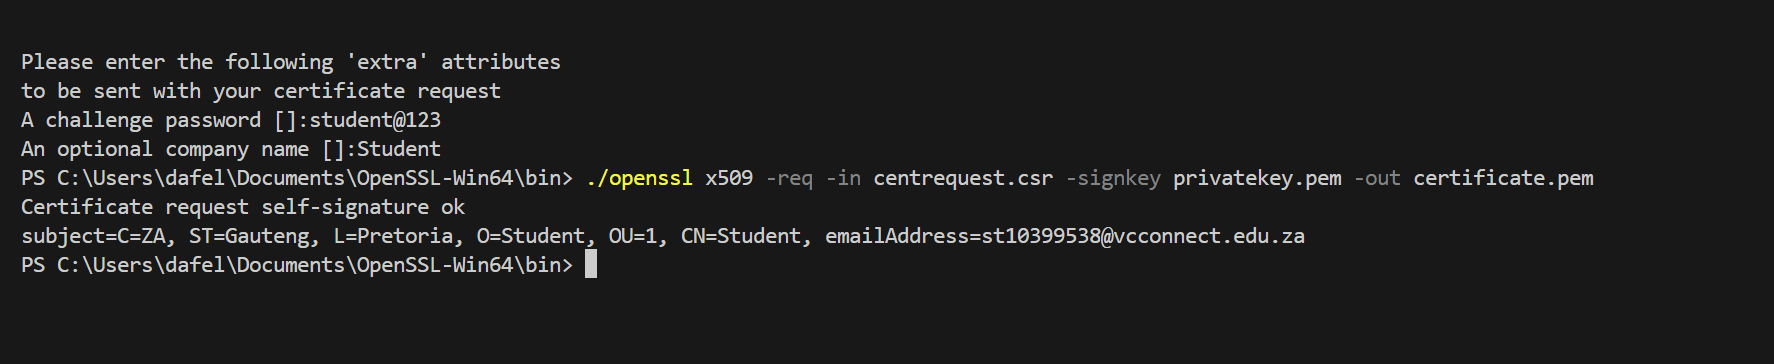 Please enter the following 'extra' attributes
to be sent with your certificate request
A challenge password []:student@123
An optional company name []:Student
PS C:\Users\dafel\Documents\OpenSSL-Win64\bin> ./openssl x509 -req -in centrequest.csr -signkey privatekey.pem -out certificate.pem
Certificate request self-signature ok
subject=C=ZA, ST=Gauteng, L=Pretoria, O=Student, OU=1, CN=Student, emailAddress=st10399538@vcconnect.edu.za
PS C:\Users\dafel\Documents\OpenSSL-Win64\bin>